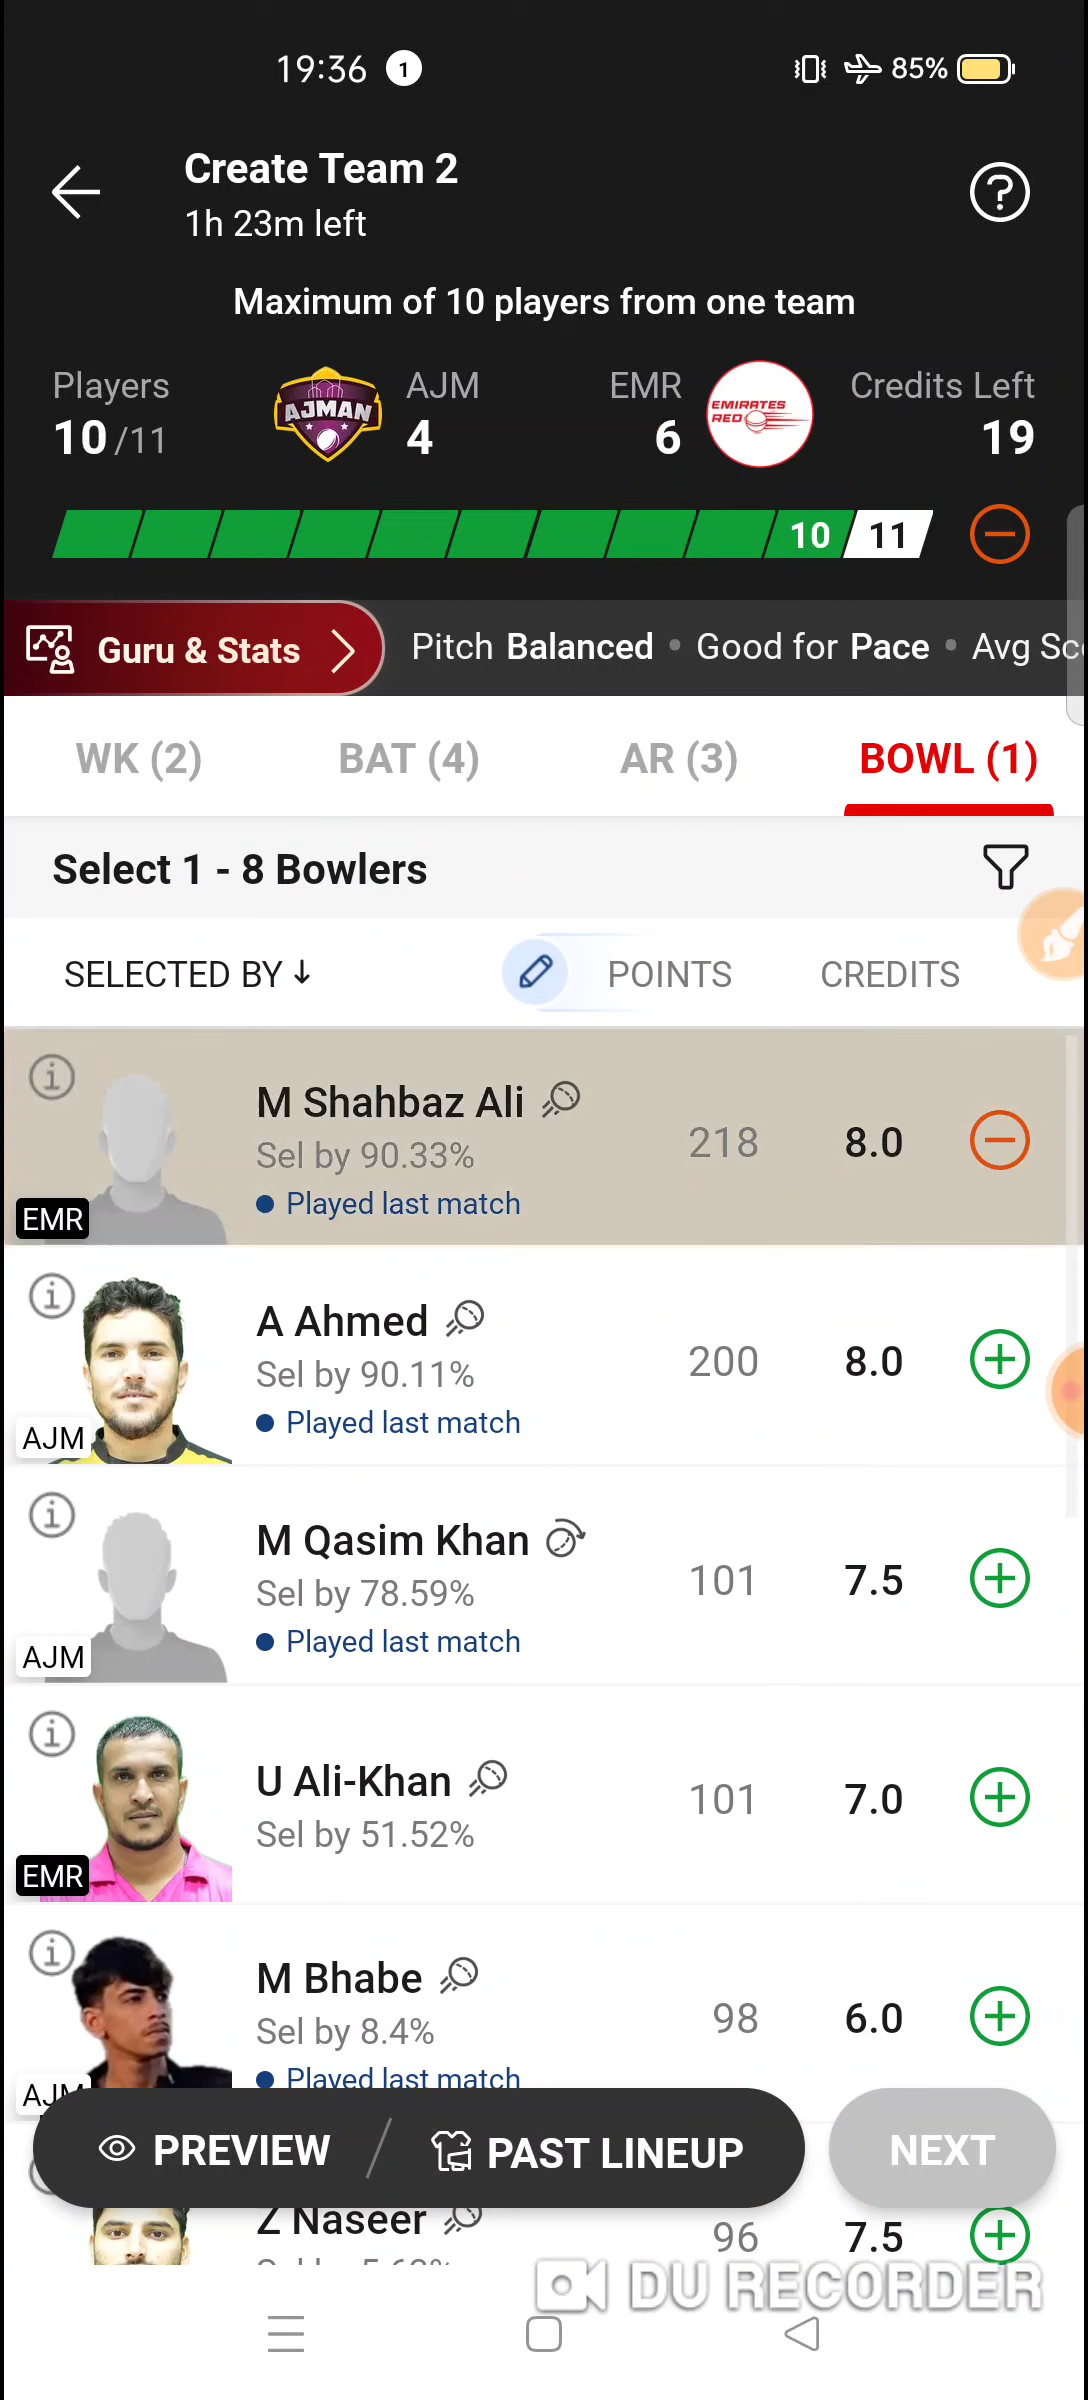 19:36 1 85%
Create Team 2
1h 23m left
Maximum of 10 players from one team
Players AJM EMR Credits Left
10/11 AJMAN 4 6 EMIRATES RED 19
10 11
Guru & Stats Pitch Balanced • Good for Pace • Avg Sc
WK (2) BAT (4) AR (3) BOWL (1)
Select 1 - 8 Bowlers
SELECTED BY ↓ POINTS CREDITS
M Shahbaz Ali
Sel by 90.33% 218 8.0
Played last match
EMR
A Ahmed
Sel by 90.11% 200 8.0
Played last match
AJM
M Qasim Khan
Sel by 78.59% 101 7.5
Played last match
AJM
U Ali-Khan
Sel by 51.52% 101 7.0
EMR
M Bhabe
Sel by 8.4% 98 6.0
Played last match
AJM
PREVIEW / PAST LINEUP NEXT
Z Naseer 96 7.5
DU RECORDER